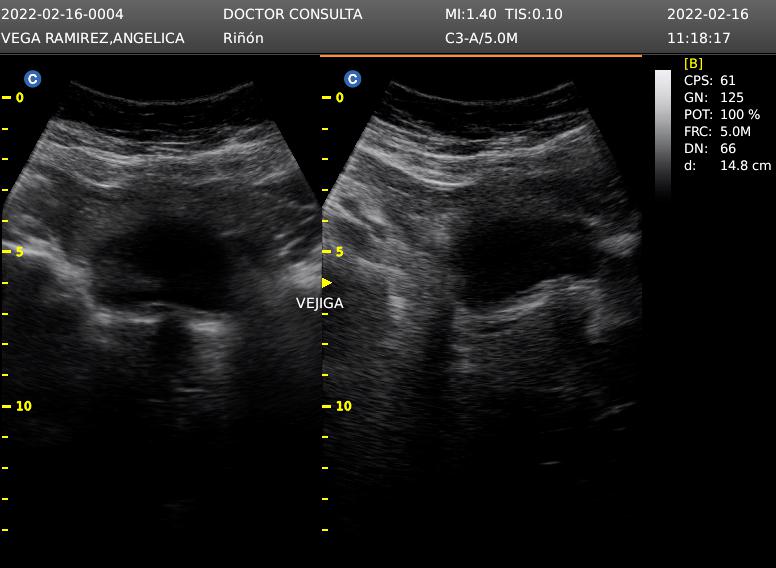 2022-02-16-0004 DOCTOR CONSULTA MI:1.40 TIS:0.10 2022-02-16
VEGA RAMIREZ,ANGELICA Riñón C3-A/5.0M 11:18:17
C C [B]
0 0 CPS: 61
GN: 125
POT: 100 %
FRC: 5.0M
DN: 66
d: 14.8 cm
5 5
VEJIGA
10 10